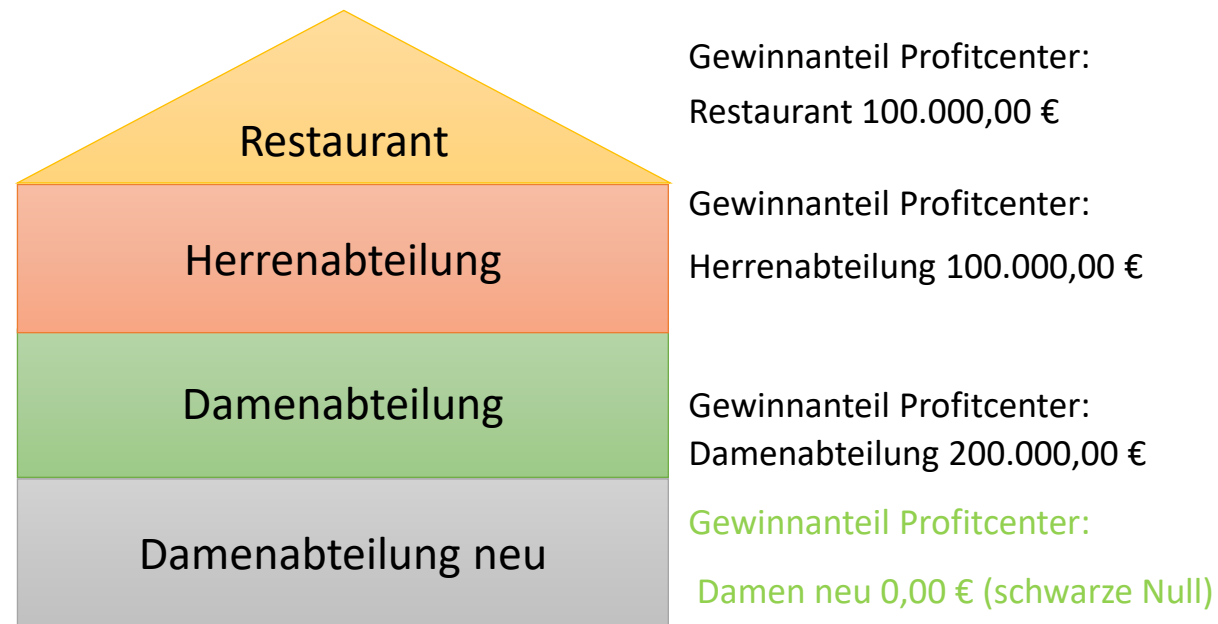 Restaurant
Gewinnanteil Profitcenter:
Restaurant 100.000,00 €
Herrenabteilung
Gewinnanteil Profitcenter:
Herrenabteilung 100.000,00 €
Damenabteilung
Gewinnanteil Profitcenter:
Damenabteilung 200.000,00 €
Damenabteilung neu
Gewinnanteil Profitcenter:
Damen neu 0,00 € (schwarze Null)